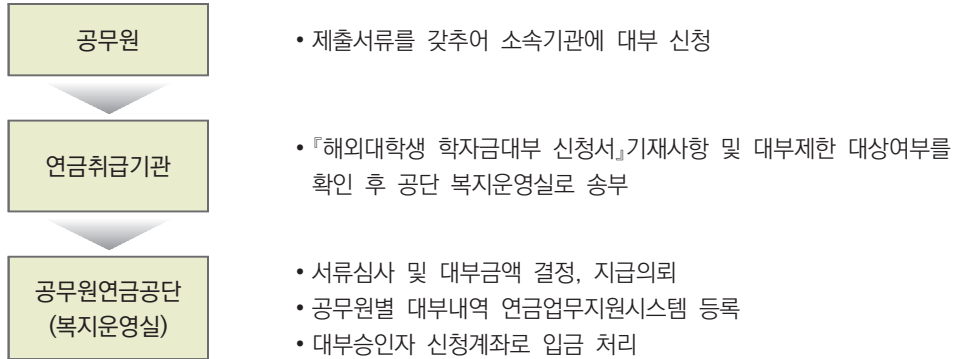 공무원
• 제출서류를 갖추어 소속기관에 대부 신청
연금취급기관
• 『해외대학생 학자금대부 신청서』기재사항 및 대부제한 대상여부를
확인 후 공단 복지운영실로 송부
공무원연금공단
(복지운영실)
• 서류심사 및 대부금액 결정, 지급의뢰
• 공무원별 대부내역 연금업무지원시스템 등록
• 대부승인자 신청계좌로 입금 처리